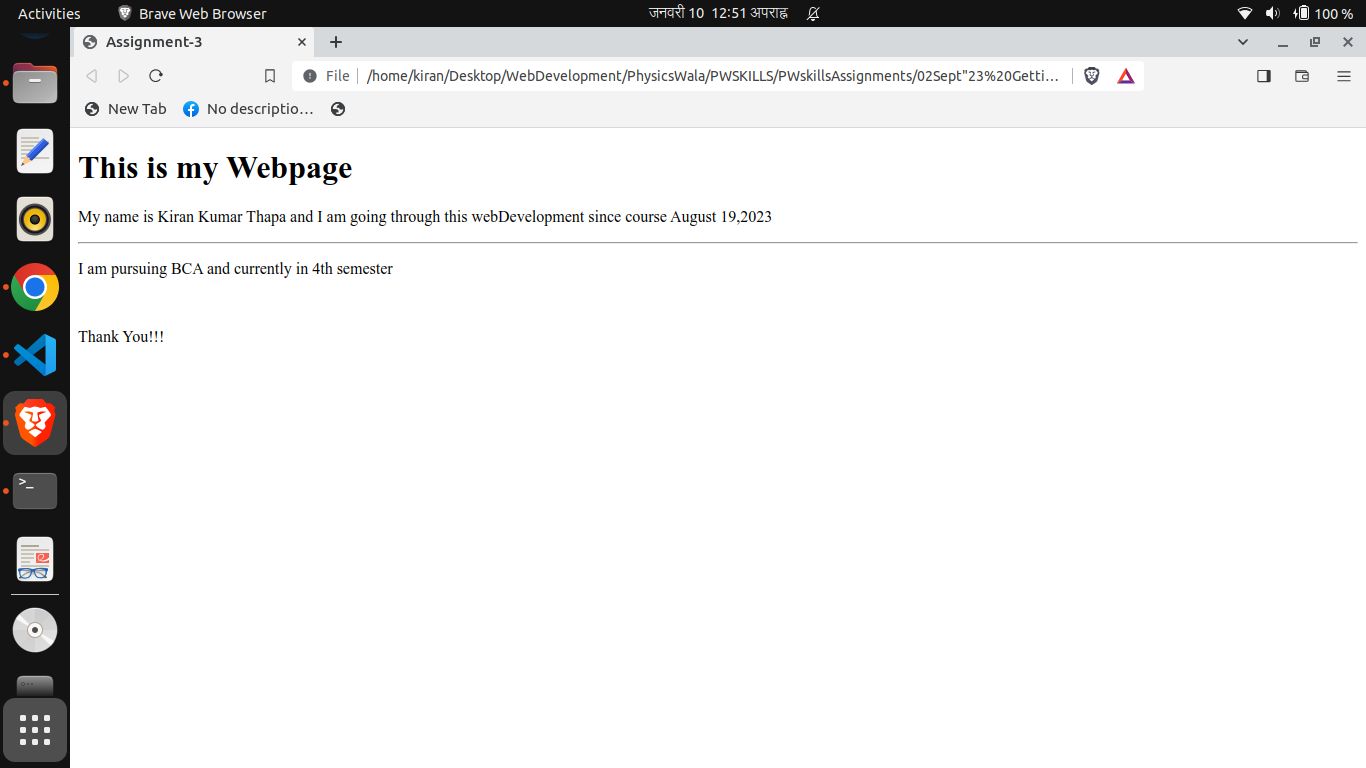 Activities Brave Web Browser जनवरी 10 12:51 अपराह्न 100 %
Assignment-3
File /home/kiran/Desktop/WebDevelopment/PhysicsWala/PWSKILLS/PWskillsAssignments/02Sept"23%20Getti…
New Tab No descriptio…
This is my Webpage
My name is Kiran Kumar Thapa and I am going through this webDevelopment since course August 19,2023
I am pursuing BCA and currently in 4th semester
Thank You!!!